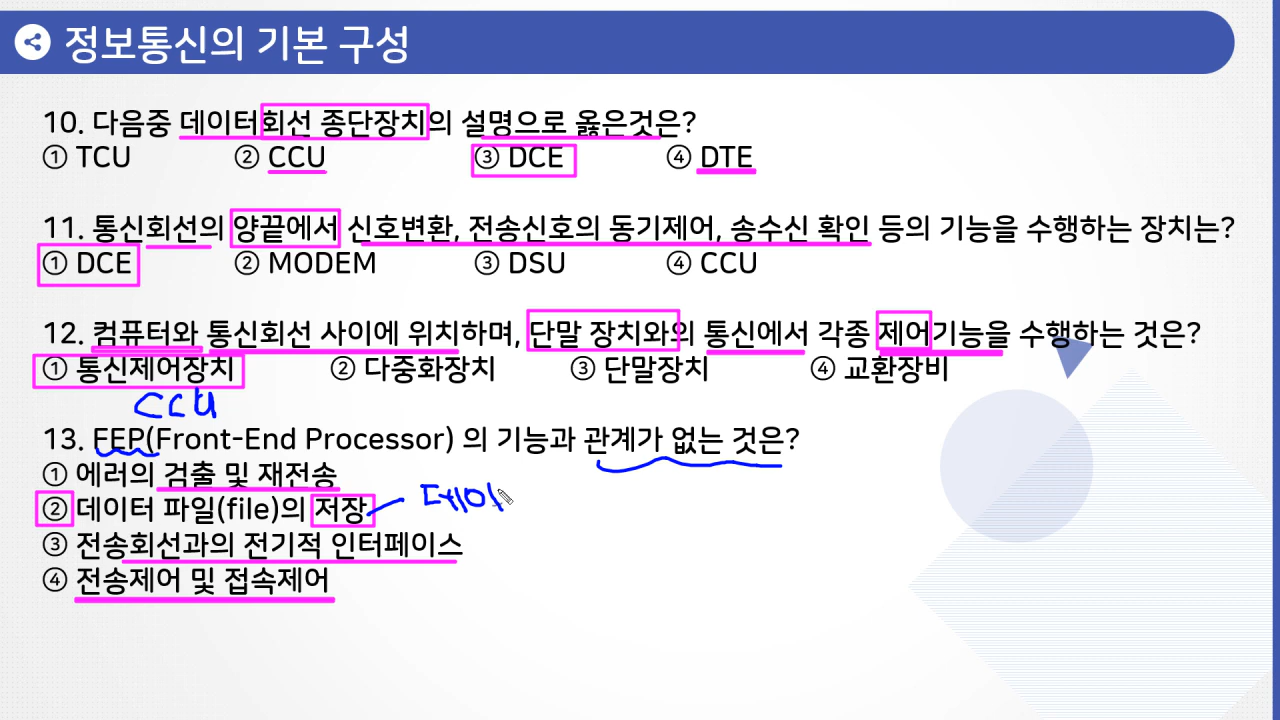 정보통신의 기본 구성
10. 다음중 데이터회선 종단장치의 설명으로 옳은것은?
① TCU ② CCU ③ DCE ④ DTE
11. 통신회선의 양끝에서 신호변환, 전송신호의 동기제어, 송수신 확인 등의 기능을 수행하는 장치는?
① DCE ② MODEM ③ DSU ④ CCU
12. 컴퓨터와 통신회선 사이에 위치하며, 단말 장치와의 통신에서 각종 제어기능을 수행하는 것은?
① 통신제어장치 ② 다중화장치 ③ 단말장치 ④ 교환장비
CCU
13. FEP(Front-End Processor) 의 기능과 관계가 없는 것은?
① 에러의 검출 및 재전송
② 데이터 파일(file)의 저장
③ 전송회선과의 전기적 인터페이스
④ 전송제어 및 접속제어